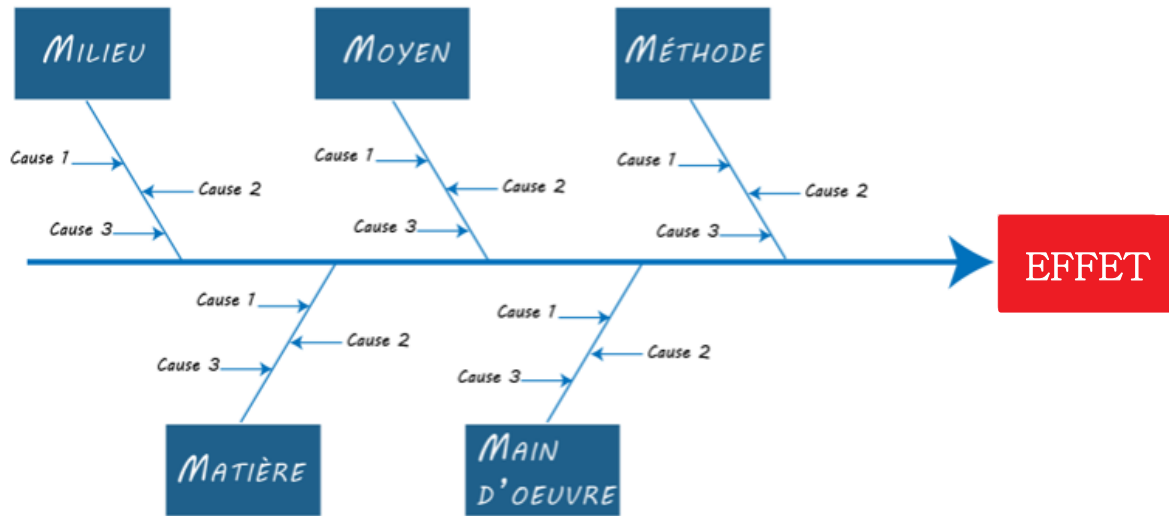 MILIEU
MOYEN
MÉTHODE
Cause 1
Cause 2
Cause 3
Cause 1
Cause 2
Cause 3
Cause 1
Cause 2
Cause 3
EFFET
Cause 1
Cause 2
Cause 3
Cause 1
Cause 2
Cause 3
MATIÈRE
MAIN
D'OEUVRE